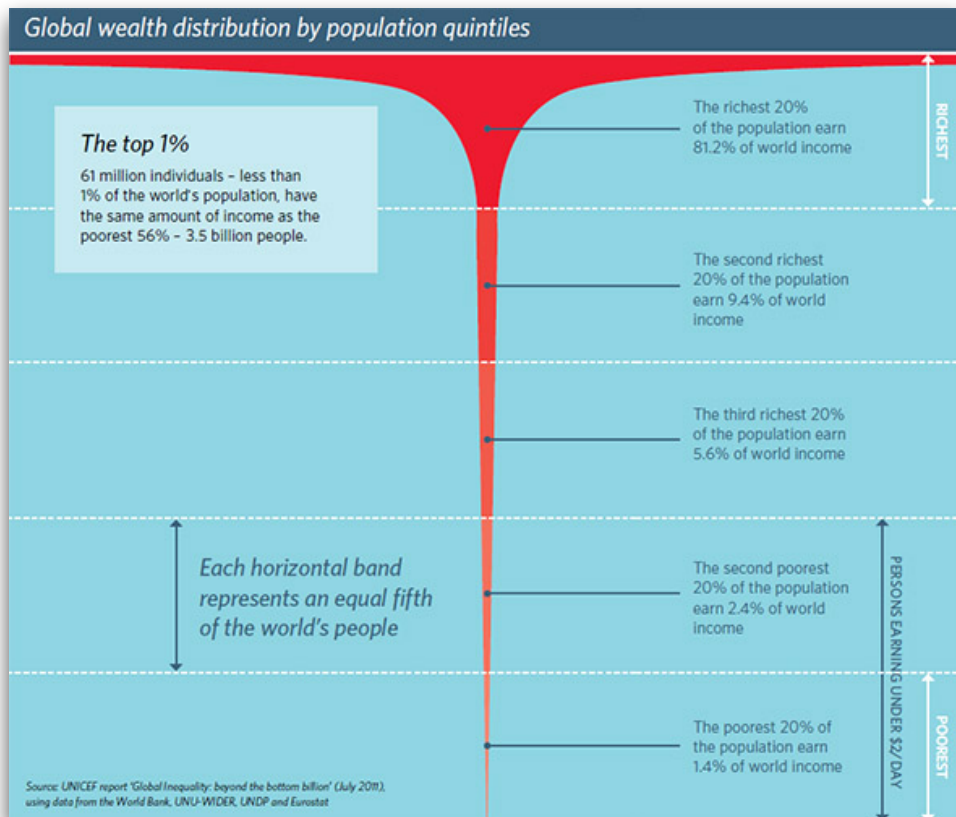 Global wealth distribution by population quintiles
The top 1%
61 million individuals – less than
1% of the world's population, have
the same amount of income as the
poorest 56% – 3.5 billion people.
The richest 20%
of the population earn
81.2% of world income
RICHEST
The second richest
20% of the population
earn 9.4% of world
income
The third richest 20%
of the population earn
5.6% of world income
Each horizontal band
represents an equal fifth
of the world's people
The second poorest
20% of the population
earn 2.4% of world
income
PERSONS EARNING UNDER $2/DAY
The poorest 20% of
the population earn
1.4% of world income
POOREST
Source: UNICEF report 'Global Inequality: beyond the bottom billion' (July 2011),
using data from the World Bank, UNU-WIDER, UNDP and Eurostat